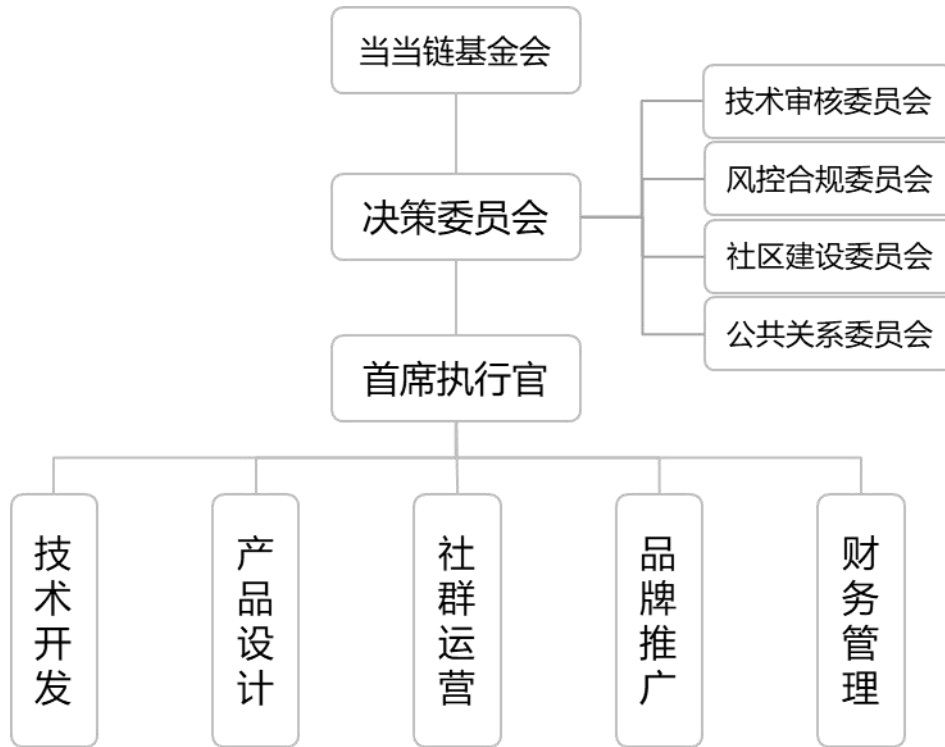 当当链基金会
技术审核委员会
风控合规委员会
决策委员会
社区建设委员会
公共关系委员会
首席执行官
技术开发
产品设计
社群运营
品牌推广
财务管理